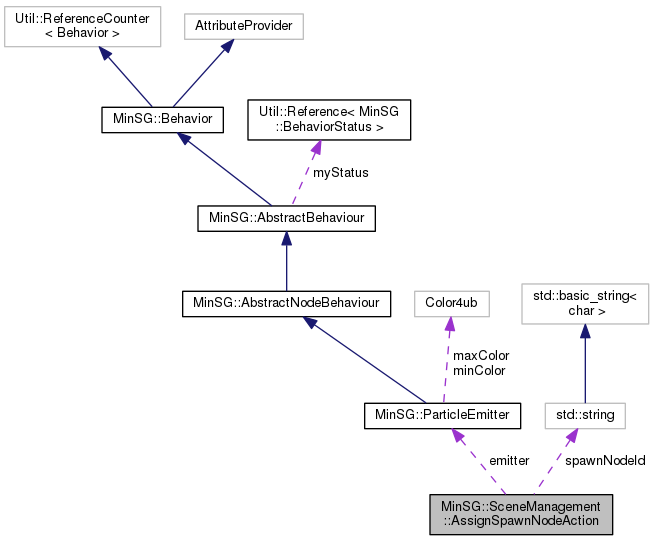 Util::ReferenceCounter
< Behavior >
AttributeProvider
MinSG::Behavior
Util::Reference< MinSG
::BehaviorStatus >
myStatus
MinSG::AbstractBehaviour
MinSG::AbstractNodeBehaviour
Color4ub
std::basic_string<
char >
maxColor
minColor
MinSG::ParticleEmitter
std::string
emitter
spawnNodeId
MinSG::SceneManagement
::AssignSpawnNodeAction